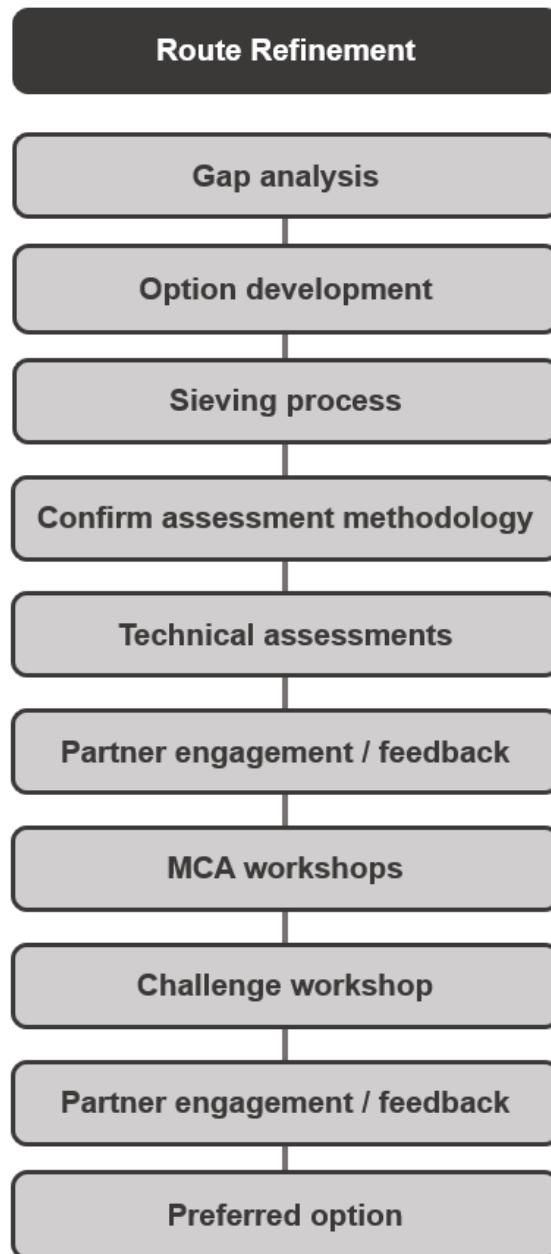 Route Refinement
Gap analysis
Option development
Sieving process
Confirm assessment methodology
Technical assessments
Partner engagement / feedback
MCA workshops
Challenge workshop
Partner engagement / feedback
Preferred option